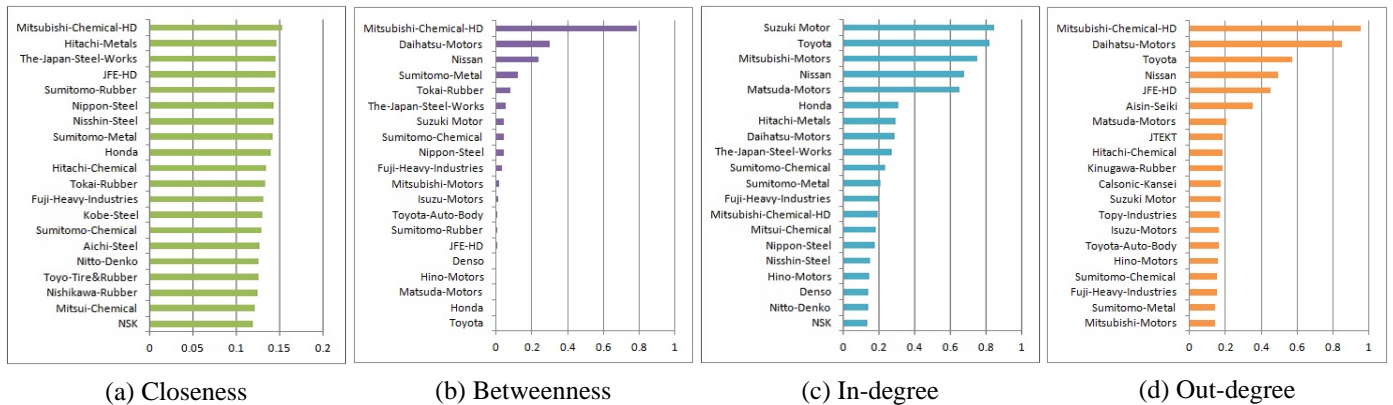 Mitsubishi-Chemical-HD
Hitachi-Metals
The-Japan-Steel-Works
JFE-HD
Sumitomo-Rubber
Nippon-Steel
Nisshin-Steel
Sumitomo-Metal
Honda
Hitachi-Chemical
Tokai-Rubber
Fuji-Heavy-Industries
Kobe-Steel
Sumitomo-Chemical
Aichi-Steel
Nitto-Denko
Toyo-Tire&Rubber
Nishikawa-Rubber
Mitsui-Chemical
NSK
0 0.05 0.1 0.15 0.2
(a) Closeness
Mitsubishi-Chemical-HD
Daihatsu-Motors
Nissan
Sumitomo-Metal
Tokai-Rubber
The-Japan-Steel-Works
Suzuki Motor
Sumitomo-Chemical
Nippon-Steel
Fuji-Heavy-Industries
Mitsubishi-Motors
Isuzu-Motors
Toyota-Auto-Body
Sumitomo-Rubber
JFE-HD
Denso
Hino-Motors
Matsuda-Motors
Honda
Toyota
0 0.2 0.4 0.6 0.8 1
(b) Betweenness
Suzuki Motor
Toyota
Mitsubishi-Motors
Nissan
Matsuda-Motors
Honda
Hitachi-Metals
Daihatsu-Motors
The-Japan-Steel-Works
Sumitomo-Chemical
Sumitomo-Metal
Fuji-Heavy-Industries
Mitsubishi-Chemical-HD
Mitsui-Chemical
Nippon-Steel
Nisshin-Steel
Hino-Motors
Denso
Nitto-Denko
NSK
0 0.2 0.4 0.6 0.8 1
(c) In-degree
Mitsubishi-Chemical-HD
Daihatsu-Motors
Toyota
Nissan
JFE-HD
Aisin-Seiki
Matsuda-Motors
JTEKT
Hitachi-Chemical
Kinugawa-Rubber
Calsonic-Kansei
Suzuki Motor
Topy-Industries
Isuzu-Motors
Toyota-Auto-Body
Hino-Motors
Sumitomo-Chemical
Fuji-Heavy-Industries
Sumitomo-Metal
Mitsubishi-Motors
0 0.2 0.4 0.6 0.8 1
(d) Out-degree